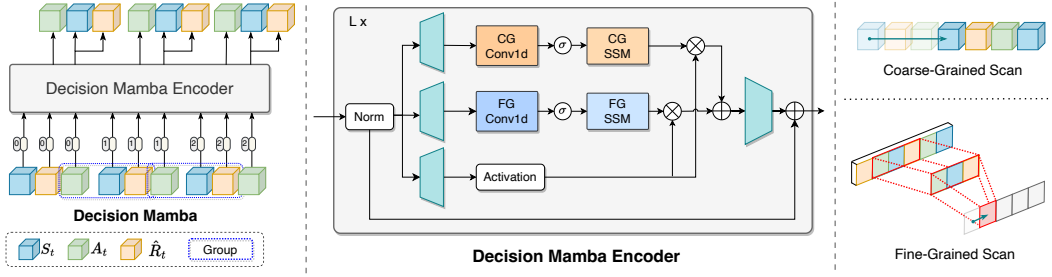 Decision Mamba Encoder
0 0 0 1 1 1 2 2 2
Decision Mamba
S_t A_t R̂_t Group
L x
Norm
CG Conv1d
σ
CG SSM
FG Conv1d
σ
FG SSM
Activation
Decision Mamba Encoder
Coarse-Grained Scan
Fine-Grained Scan